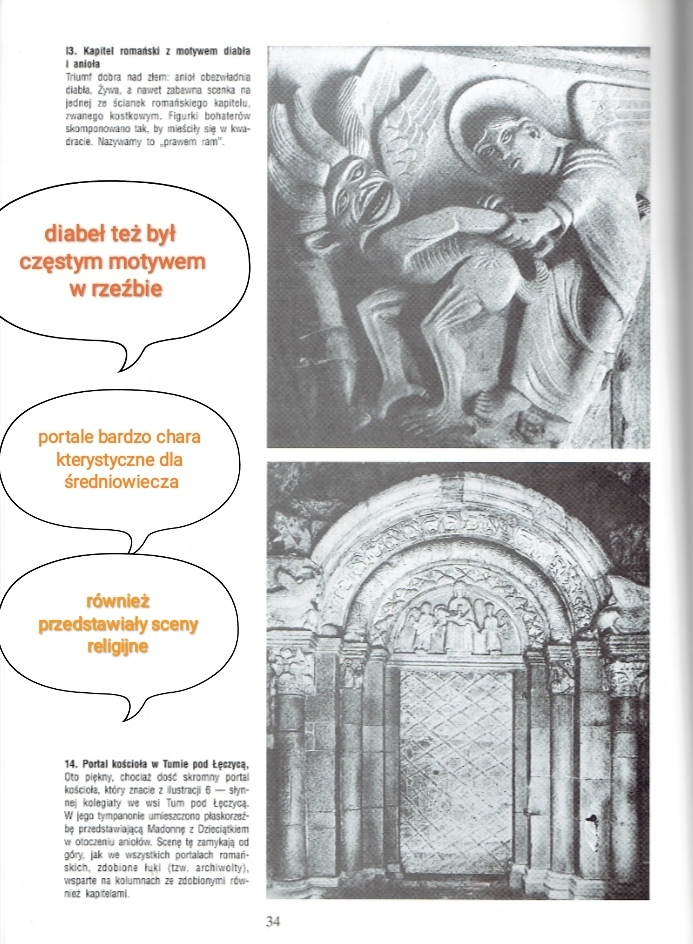 I3. Kapitel romański z motywem diabła
i anioła
Triumf dobra nad złem: anioł obezwładnia
diabła. Żywa, a nawet zabawna scenka na
jednej ze ścianek romańskiego kapitelu,
zwanego kostkowym. Figurki bohaterów
skomponowano tak, by mieściły się w kwa-
dracie. Nazywamy to „prawem ram”.
diabeł też był
częstym motywem
w rzeźbie
portale bardzo chara
kterystyczne dla
średniowiecza
również
przedstawiały sceny
religijne
14. Portal kościoła w Tumie pod Łęczycą,
Oto piękny, chociaż dość skromny portal
kościoła, który znacie z ilustracji 6 — słyn-
nej kolegiaty we wsi Tum pod Łęczycą.
W jego tympanonie umieszczono płaskorzeź-
bę przedstawiającą Madonnę z Dzieciątkiem
w otoczeniu aniołów. Scenę tę zamykają od
góry, jak we wszystkich portalach romań-
skich, zdobione łuki (tzw. archiwolty),
wsparte na kolumnach ze zdobionymi rów-
nież kapitelami.
34